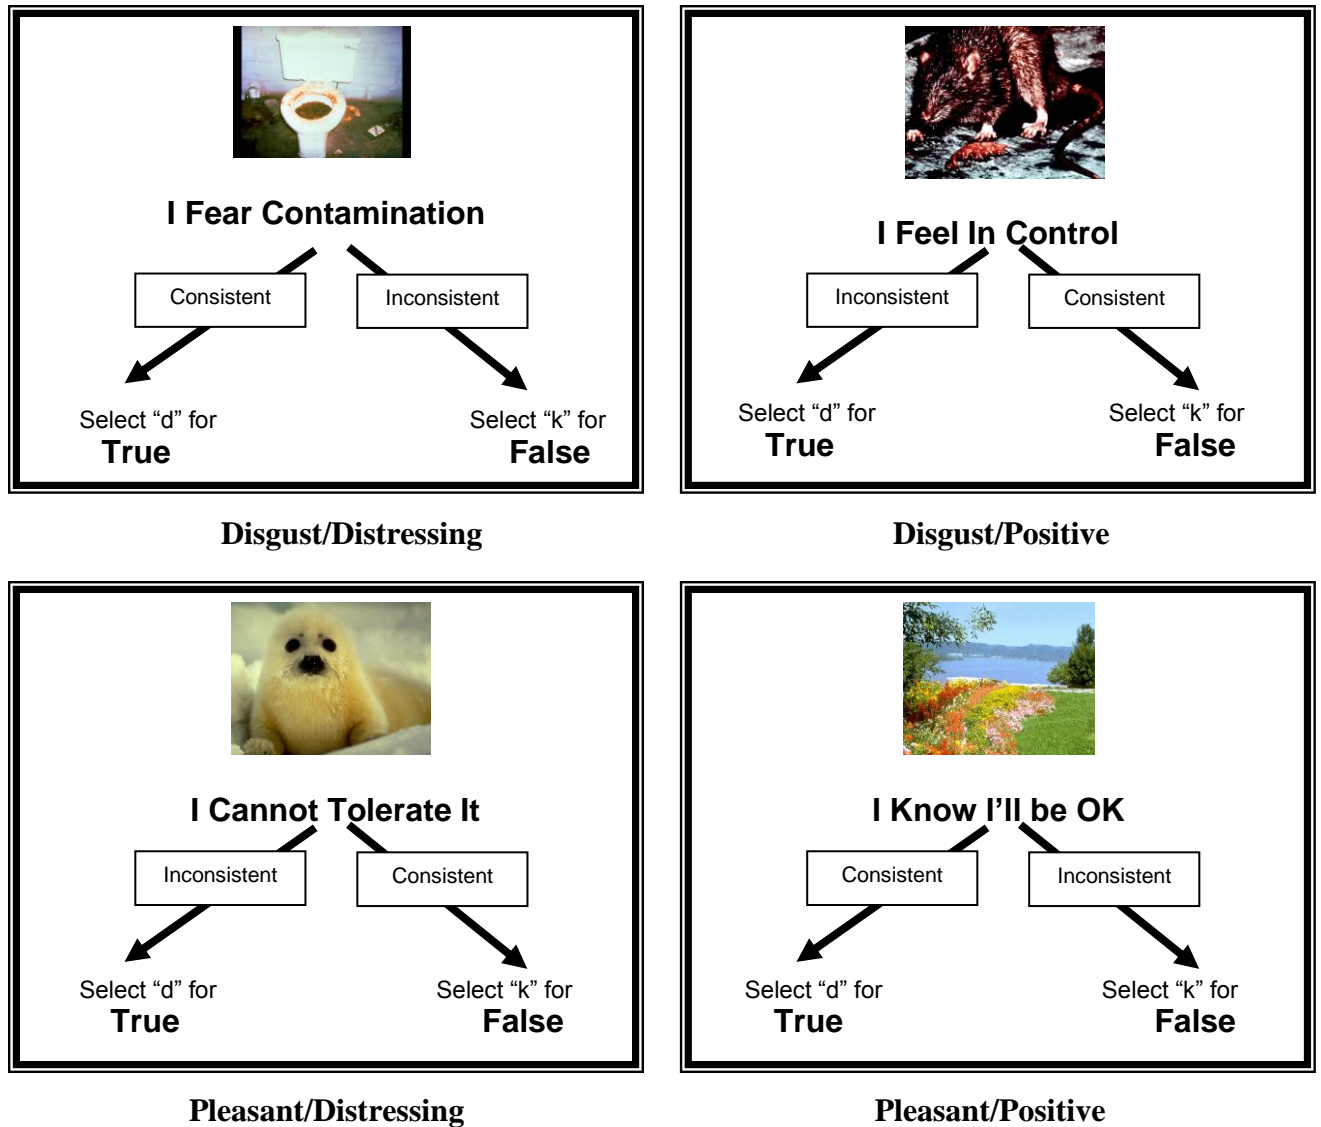 I Fear Contamination
Consistent
Inconsistent
Select “d” for
True
Select “k” for
False
Disgust/Distressing
I Feel In Control
Inconsistent
Consistent
Select “d” for
True
Select “k” for
False
Disgust/Positive
I Cannot Tolerate It
Inconsistent
Consistent
Select “d” for
True
Select “k” for
False
Pleasant/Distressing
I Know I’ll be OK
Consistent
Inconsistent
Select “d” for
True
Select “k” for
False
Pleasant/Positive